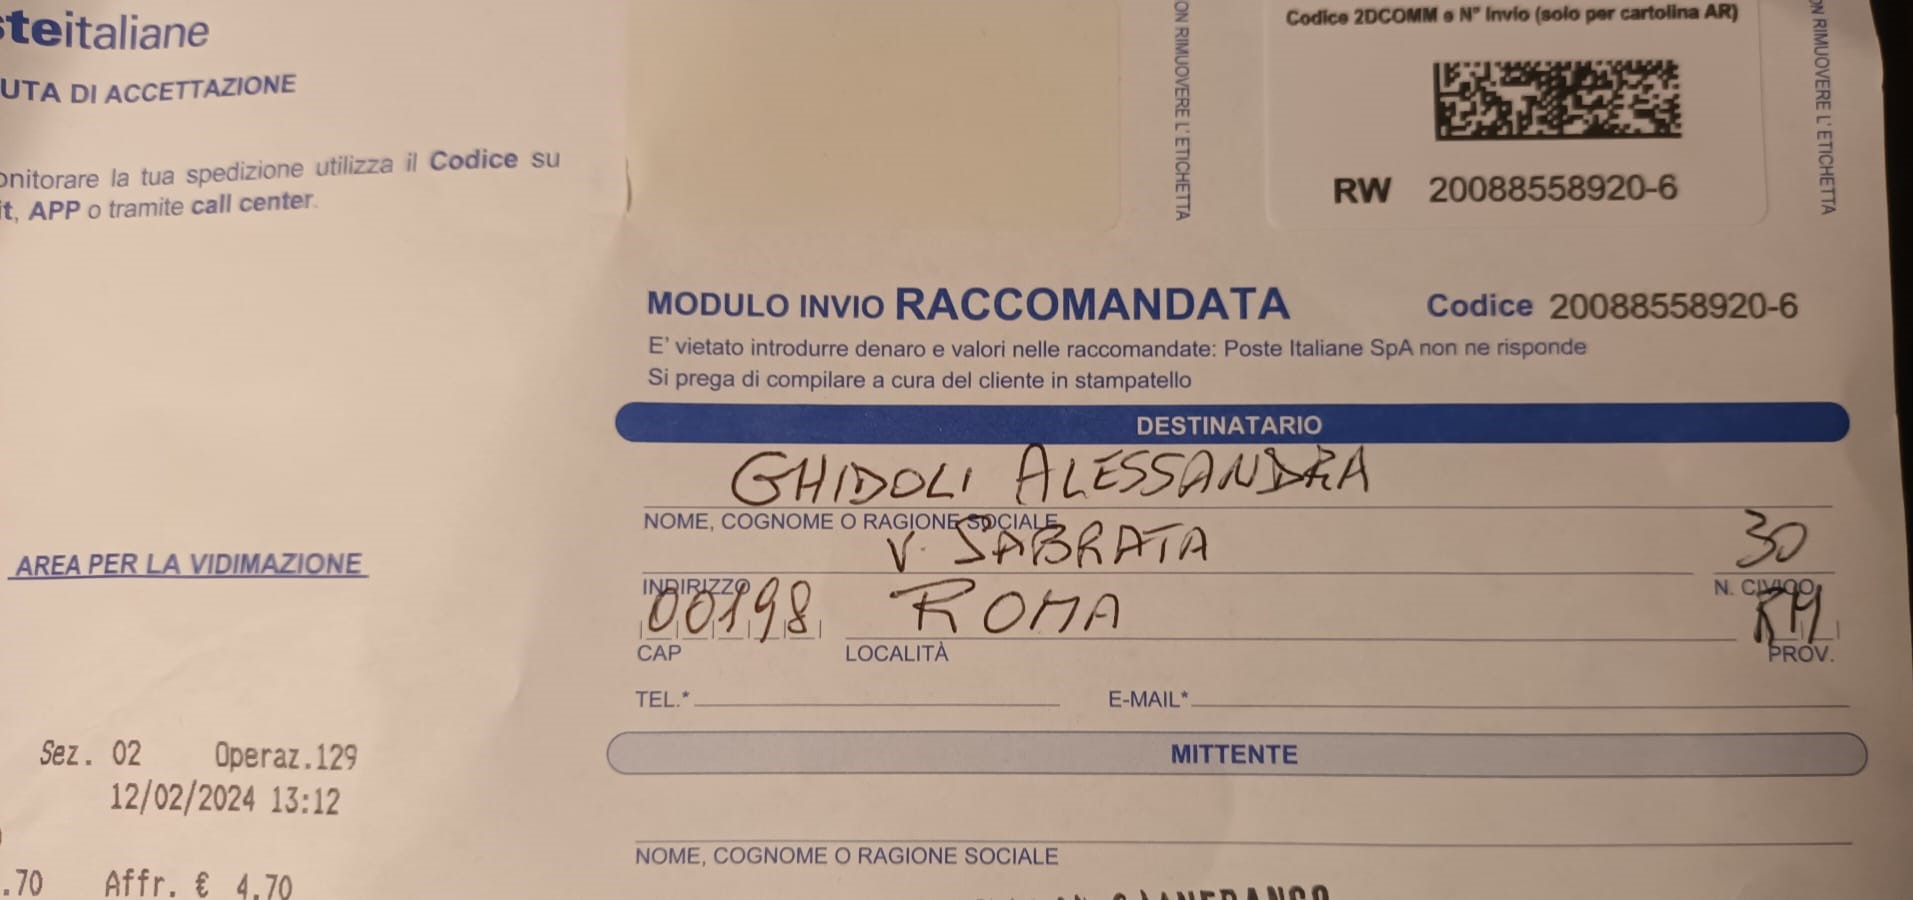 steitaliane
UTA DI ACCETTAZIONE
onitorare la tua spedizione utilizza il Codice su
it, APP o tramite call center.
AREA PER LA VIDIMAZIONE
Sez. 02 Operaz.129
12/02/2024 13:12
.70 Affr. € 4.70
ON RIMUOVERE L'ETICHETTA
Codice 2DCOMM e N° Invio (solo per cartolina AR)
RW 20088558920-6
ON RIMUOVERE L'ETICHETTA
MODULO INVIO RACCOMANDATA Codice 20088558920-6
E' vietato introdurre denaro e valori nelle raccomandate: Poste Italiane SpA non ne risponde
Si prega di compilare a cura del cliente in stampatello
DESTINATARIO
GHIDOLI ALESSANDRA
NOME, COGNOME O RAGIONE SOCIALE
V. SABRATA 30
INDIRIZZO N. CIVICO
00198 ROMA RM
CAP LOCALITÀ PROV.
TEL.* E-MAIL*
MITTENTE
NOME, COGNOME O RAGIONE SOCIALE